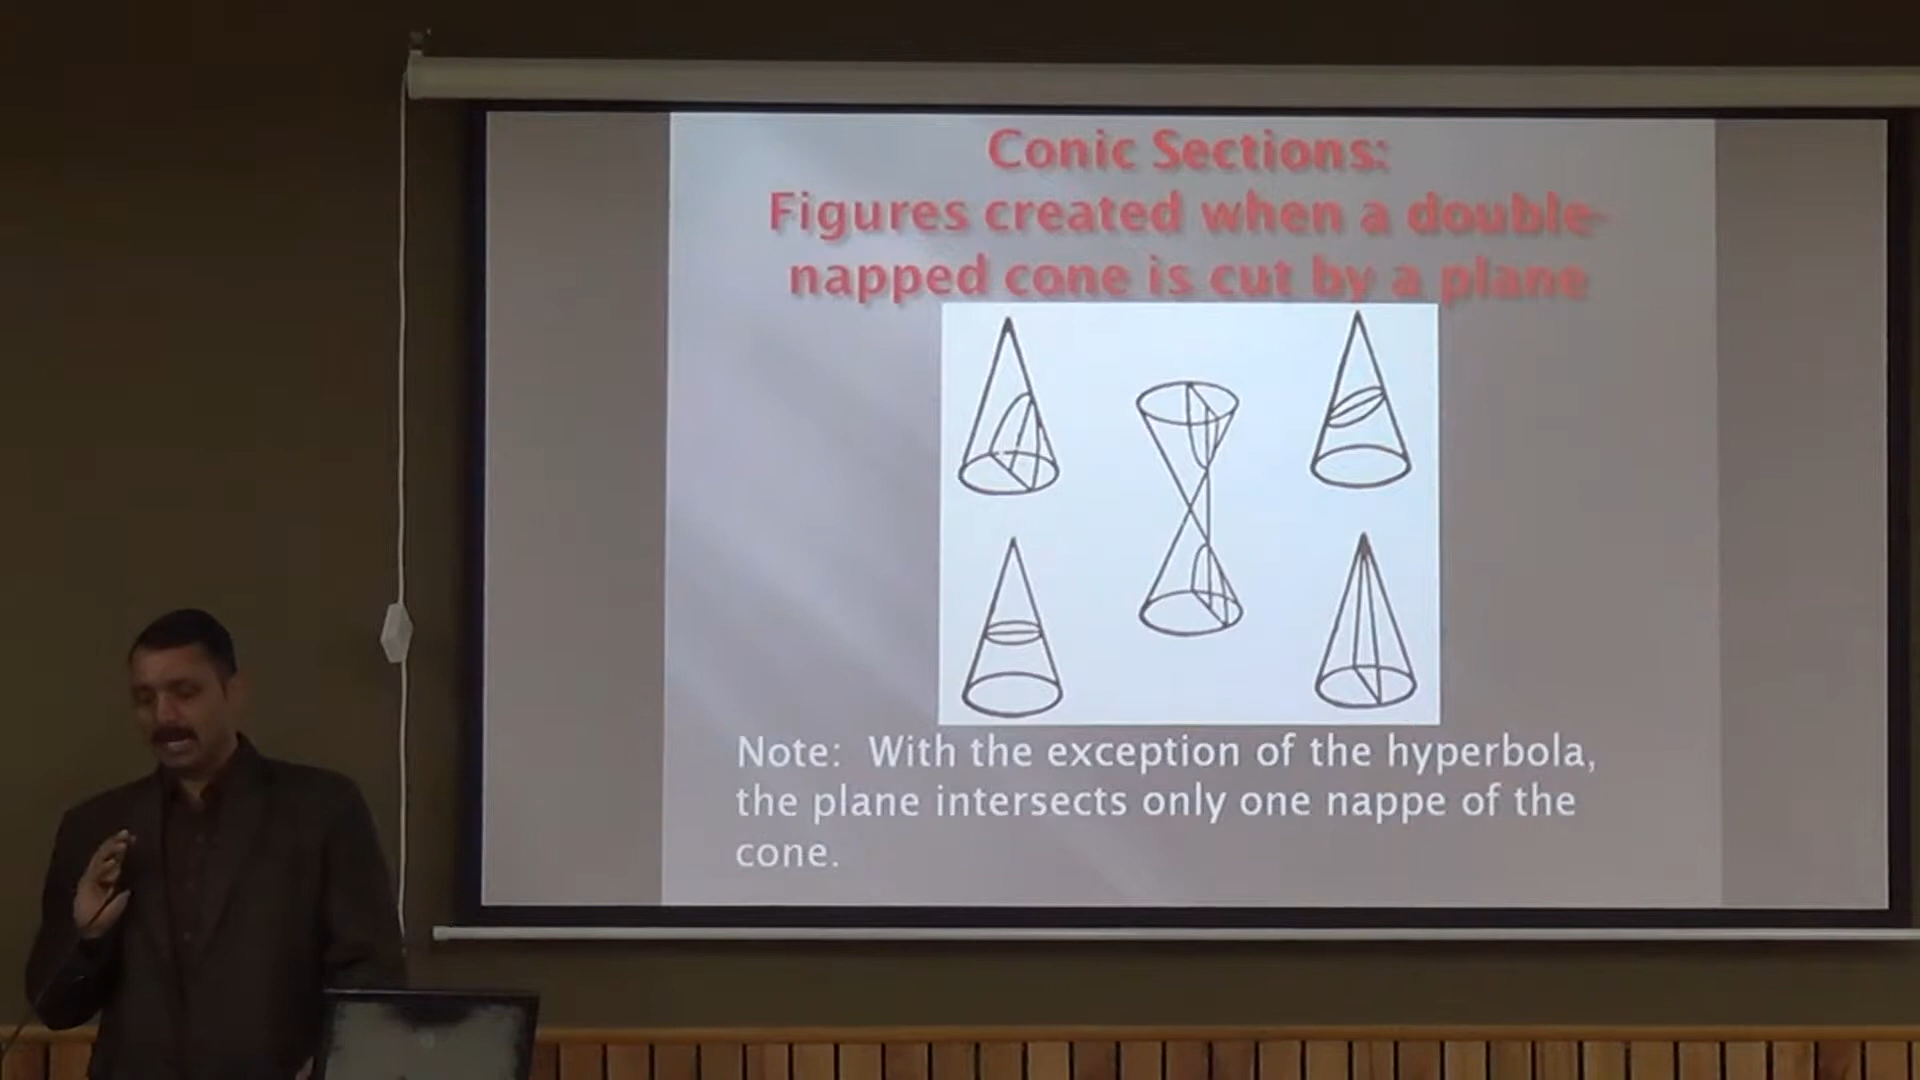 Conic Sections:
Figures created when a double-
napped cone is cut by a plane
Note: With the exception of the hyperbola,
the plane intersects only one nappe of the
cone.